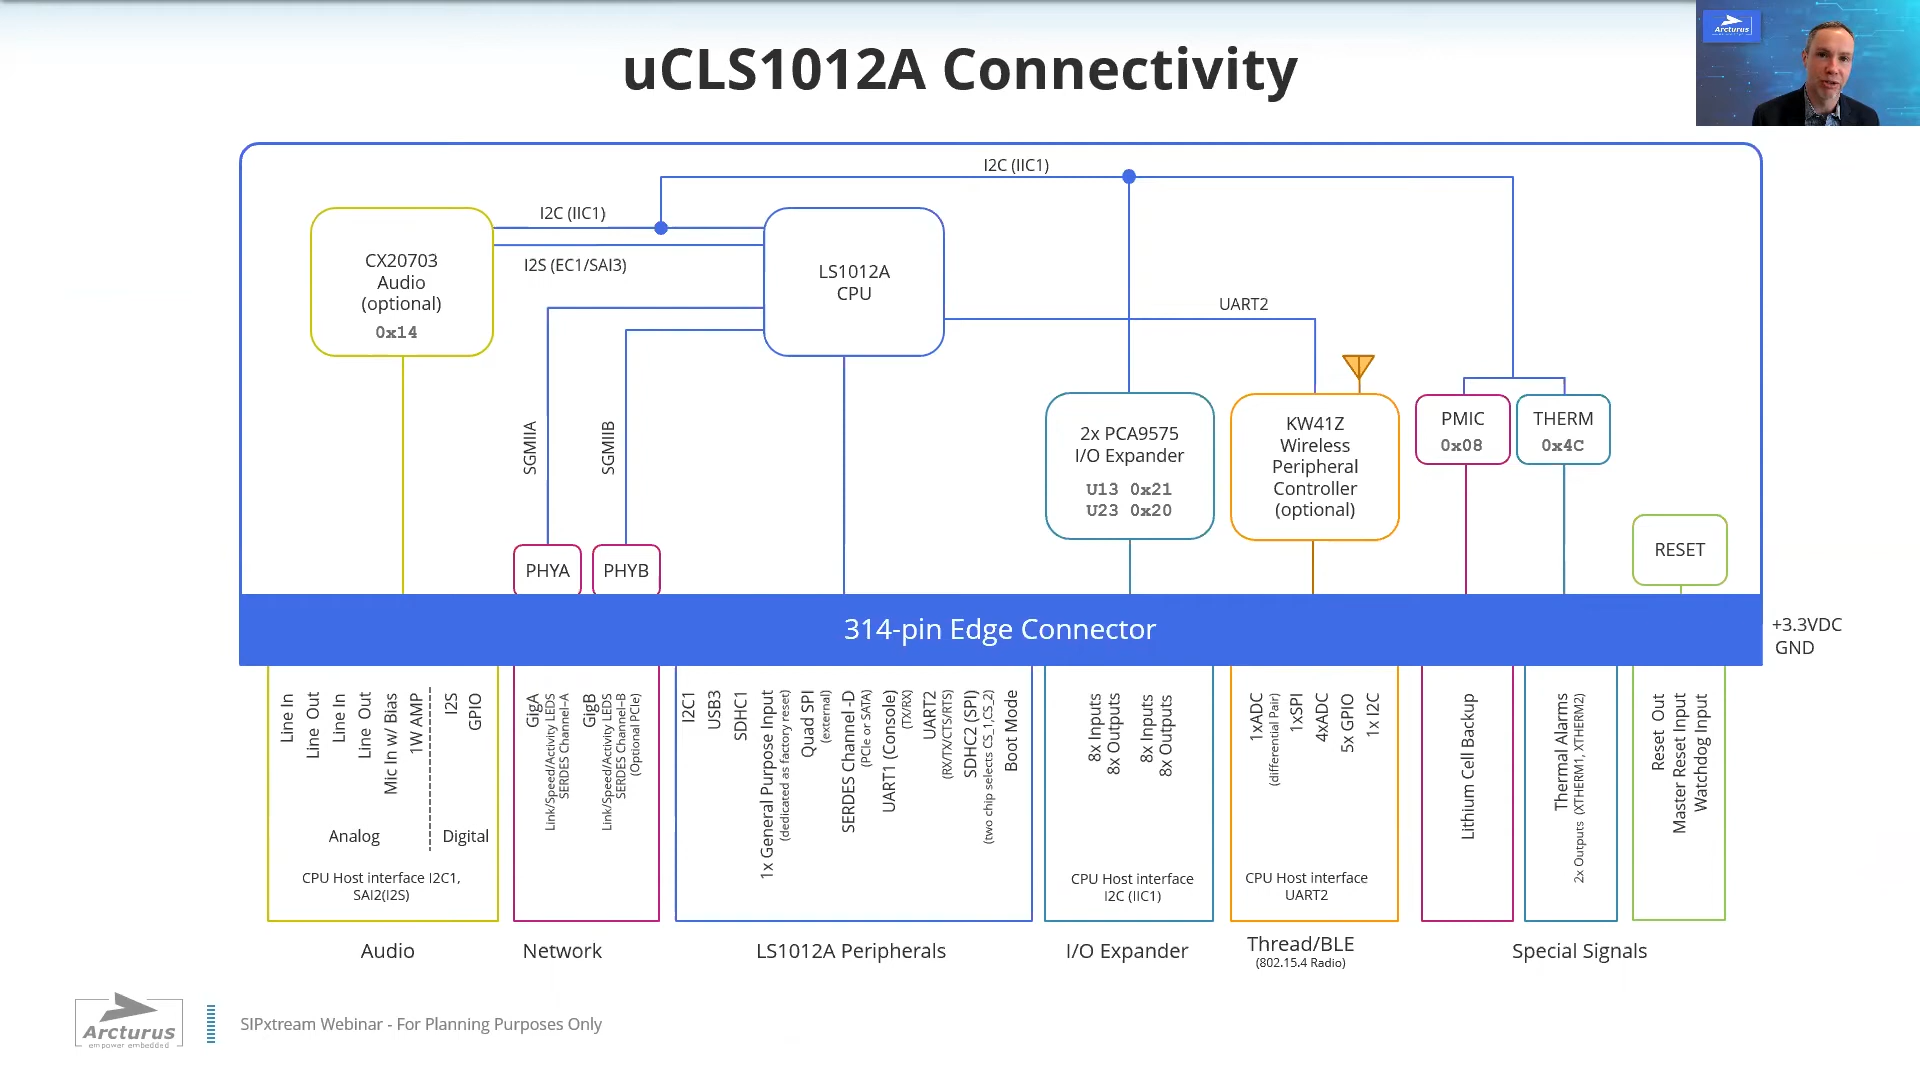 uCLS1012A Connectivity
Arcturus
I2C (IIC1)
I2C (IIC1)
I2S (EC1/SAI3)
CX20703
Audio
(optional)
0x14
LS1012A
CPU
UART2
SGMIIA
SGMIIB
2x PCA9575
I/O Expander
U13 0x21
U23 0x20
KW41Z
Wireless
Peripheral
Controller
(optional)
PMIC
0x08
THERM
0x4C
RESET
PHYA
PHYB
314-pin Edge Connector
+3.3VDC
GND
Line In
Line Out
Line In
Line Out
Mic In w/ Bias
1W AMP
I2S
GPIO
Analog
Digital
CPU Host interface I2C1,
SAI2(I2S)
GigA
Link/Speed/Activity LEDS
SERDES Channel-A
GigB
Link/Speed/Activity LEDS
SERDES Channel-B
(Optional PCIe)
I2C1
USB3
SDHC1
1x General Purpose Input
(dedicated as factory reset)
Quad SPI
(external)
SERDES Channel -D
(PCIe or SATA)
UART1 (Console)
(TX/RX)
UART2
(RX/TX/CTS/RTS)
SDHC2 (SPI)
(two chip selects CS_1,CS_2)
Boot Mode
8x Inputs
8x Outputs
8x Inputs
8x Outputs
CPU Host interface
I2C (IIC1)
1xADC
(differential Pair)
1xSPI
4xADC
5x GPIO
1x I2C
CPU Host interface
UART2
Lithium Cell Backup
Thermal Alarms
2x Outputs (XTHERM1, XTHERM2)
Reset Out
Master Reset Input
Watchdog Input
Audio
Network
LS1012A Peripherals
I/O Expander
Thread/BLE
(802.15.4 Radio)
Special Signals
Arcturus
empower embedded
SIPxtream Webinar - For Planning Purposes Only